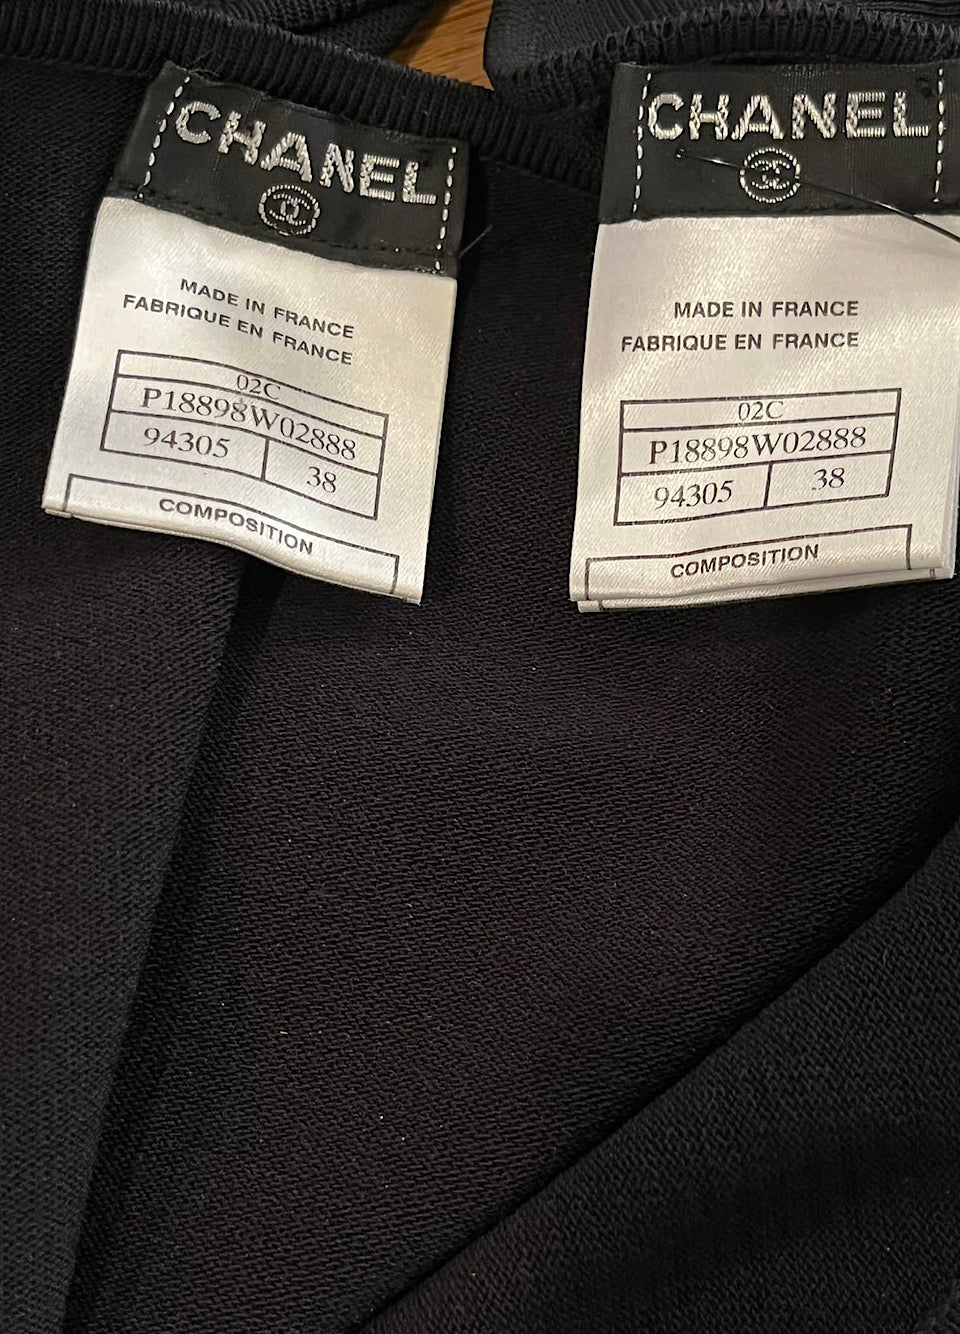 CHANEL
MADE IN FRANCE
FABRIQUE EN FRANCE
02C
P18898W02888
94305 38
COMPOSITION
CHANEL
MADE IN FRANCE
FABRIQUE EN FRANCE
02C
P18898W02888
94305 38
COMPOSITION